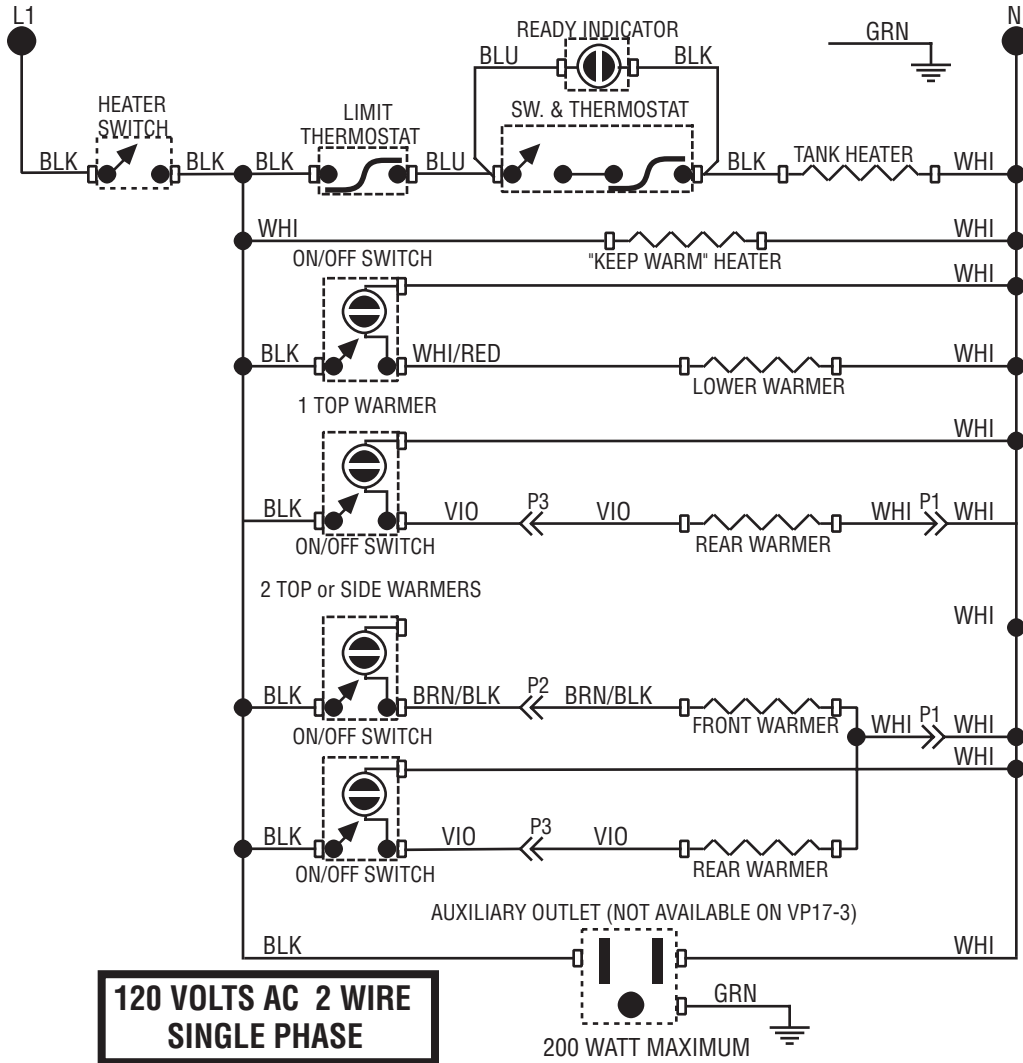 L1
N
READY INDICATOR
GRN
BLU
BLK
HEATER
SWITCH
LIMIT
THERMOSTAT
SW. & THERMOSTAT
BLK
BLK
BLK
BLU
BLK
TANK HEATER
WHI
WHI
WHI
ON/OFF SWITCH
"KEEP WARM" HEATER
WHI
BLK
WHI/RED
WHI
LOWER WARMER
1 TOP WARMER
WHI
BLK
VIO
P3
VIO
WHI
P1
WHI
ON/OFF SWITCH
REAR WARMER
2 TOP or SIDE WARMERS
WHI
BLK
BRN/BLK
P2
BRN/BLK
FRONT WARMER
WHI
P1
WHI
ON/OFF SWITCH
WHI
BLK
VIO
P3
VIO
ON/OFF SWITCH
REAR WARMER
AUXILIARY OUTLET (NOT AVAILABLE ON VP17-3)
BLK
WHI
GRN
120 VOLTS AC 2 WIRE
SINGLE PHASE
200 WATT MAXIMUM